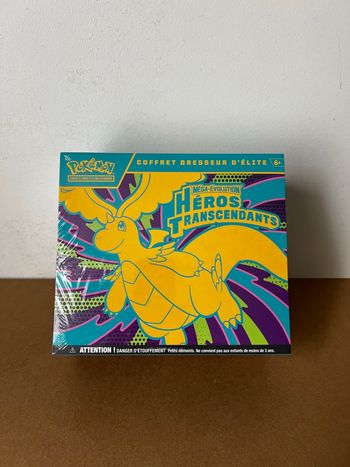 POKÉMON
COFFRET DRESSEUR D'ÉLITE
6+
MÉGA-ÉVOLUTION
HÉROS
TRANSCENDANTS
ATTENTION ! DANGER D'ÉTOUFFEMENT Petits éléments. Ne convient pas aux enfants de moins de 3 ans.